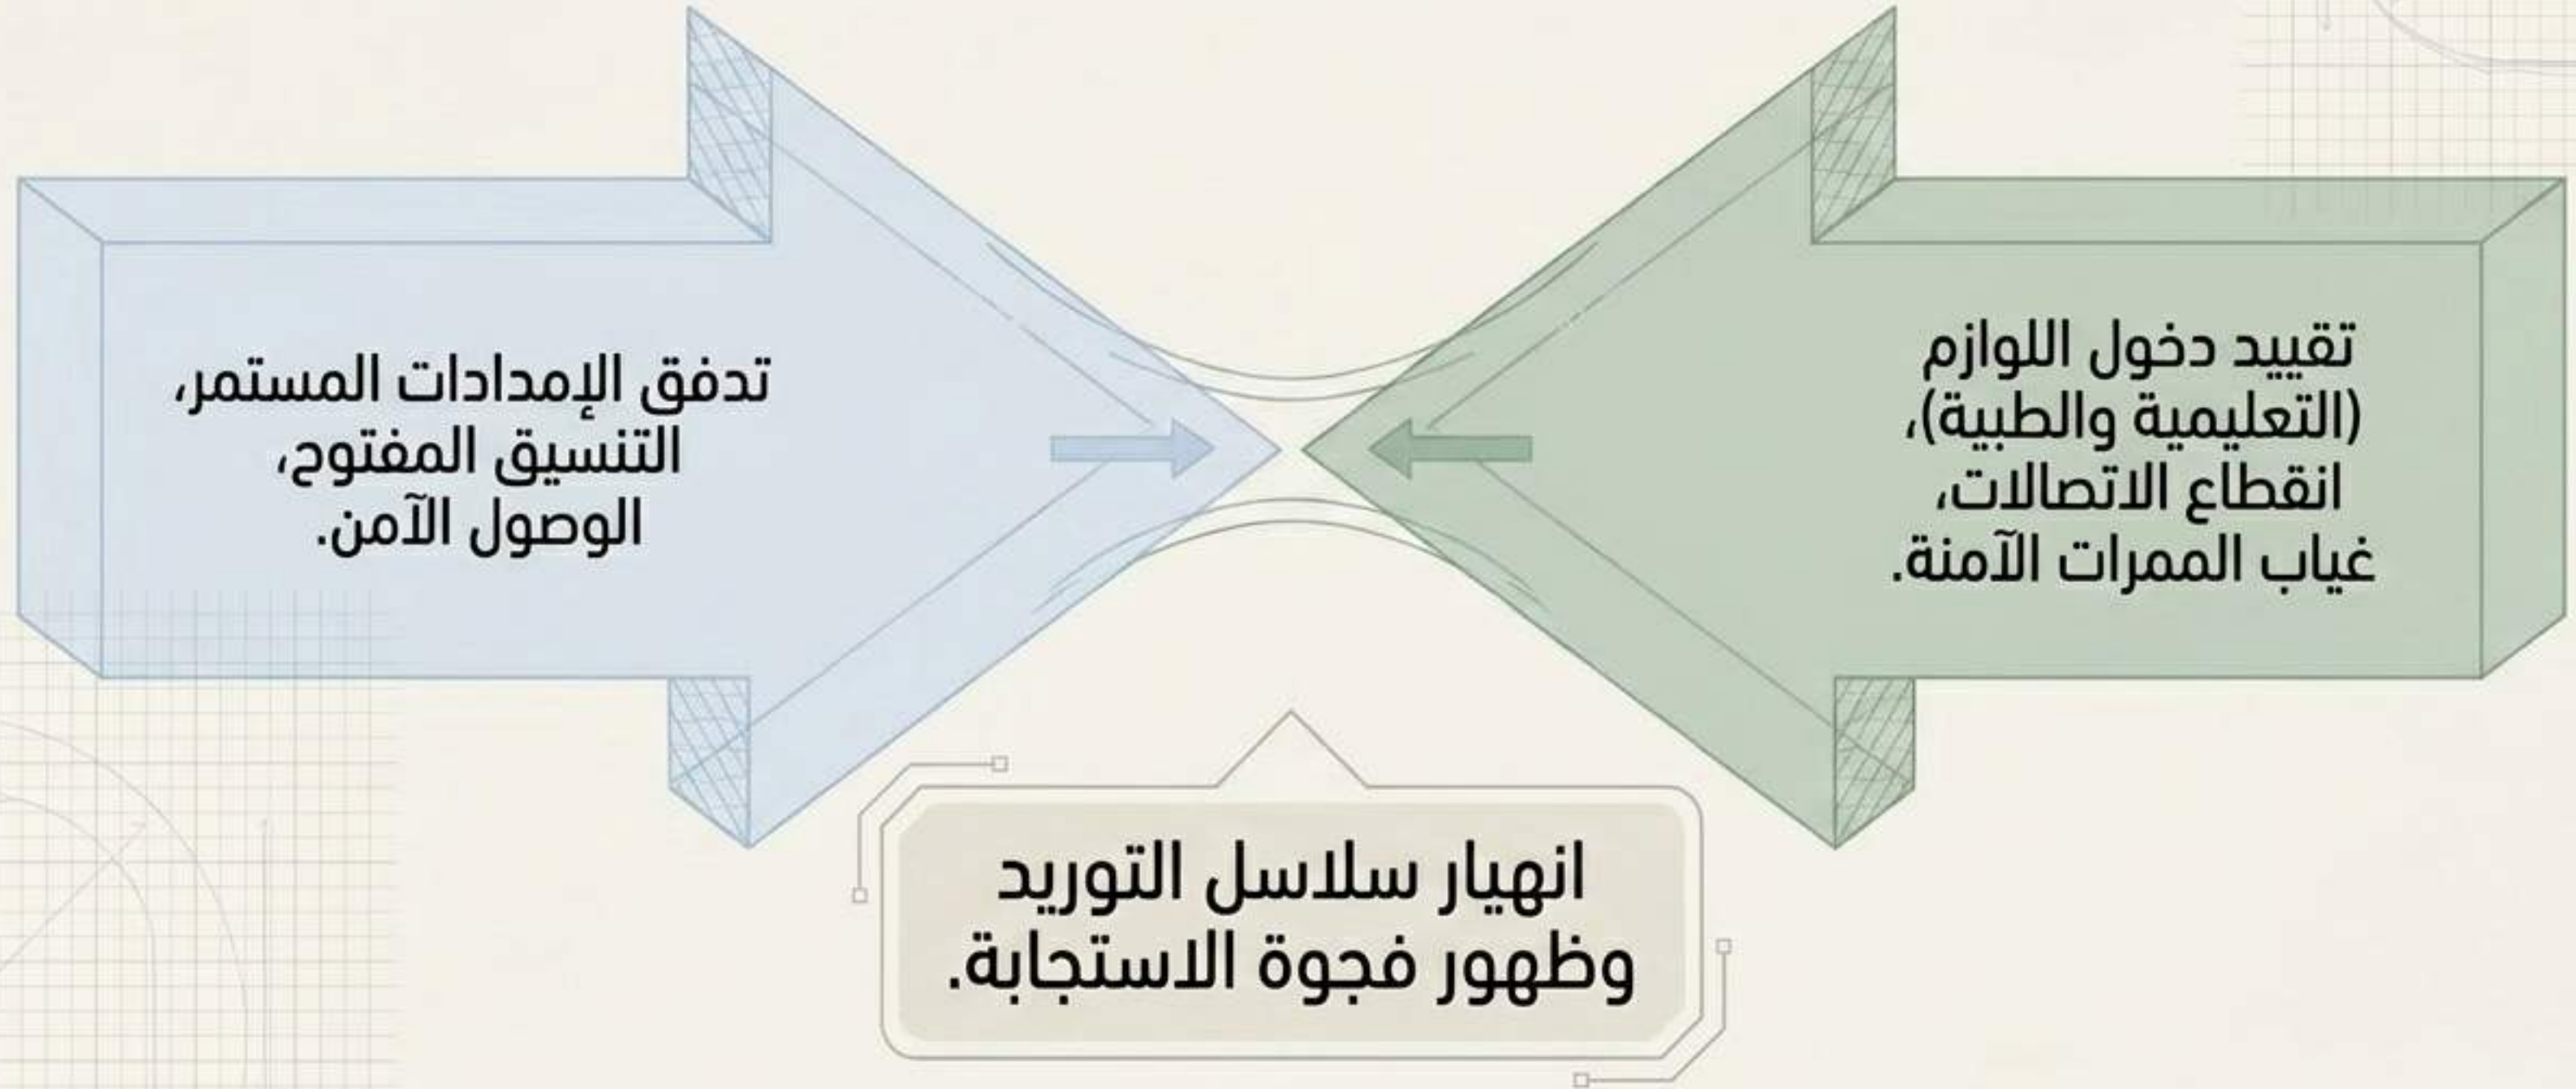 تقييد دخول اللوازم
(التعليمية والطبية)،
انقطاع الاتصالات،
غياب الممرات الآمنة.
تدفق الإمدادات المستمر،
التنسيق المفتوح،
الوصول الآمن.
انهيار سلاسل التوريد
وظهور فجوة الاستجابة.